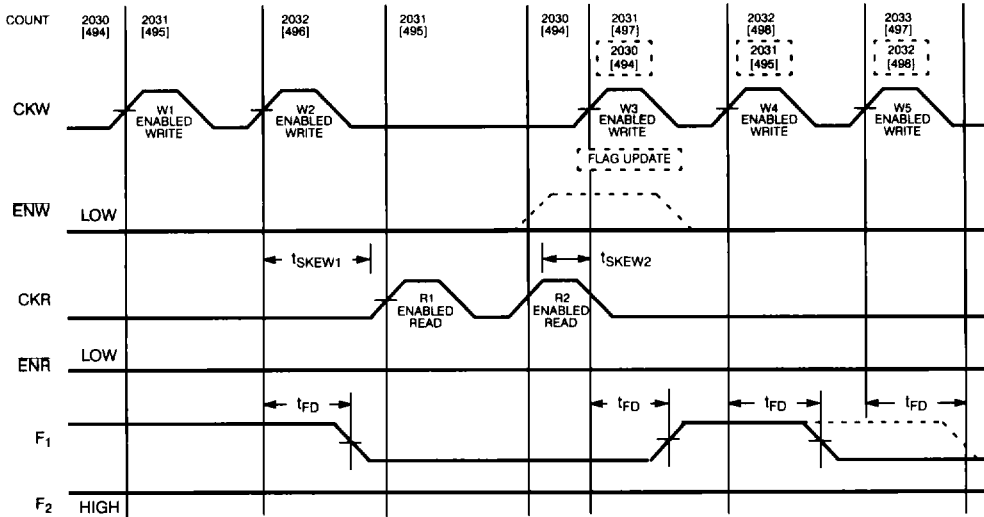 COUNT
2030
[494]
2031
[495]
2032
[496]
2031
[495]
2030
[494]
2031
[497]
2030
[494]
2032
[498]
2031
[495]
2033
[497]
2032
[498]
CKW
W1
ENABLED
WRITE
W2
ENABLED
WRITE
W3
ENABLED
WRITE
W4
ENABLED
WRITE
W5
ENABLED
WRITE
FLAG UPDATE
ENW
LOW
tSKEW1
tSKEW2
CKR
R1
ENABLED
READ
R2
ENABLED
READ
LOW
ENR
tFD
tFD
tFD
tFD
F1
F2
HIGH